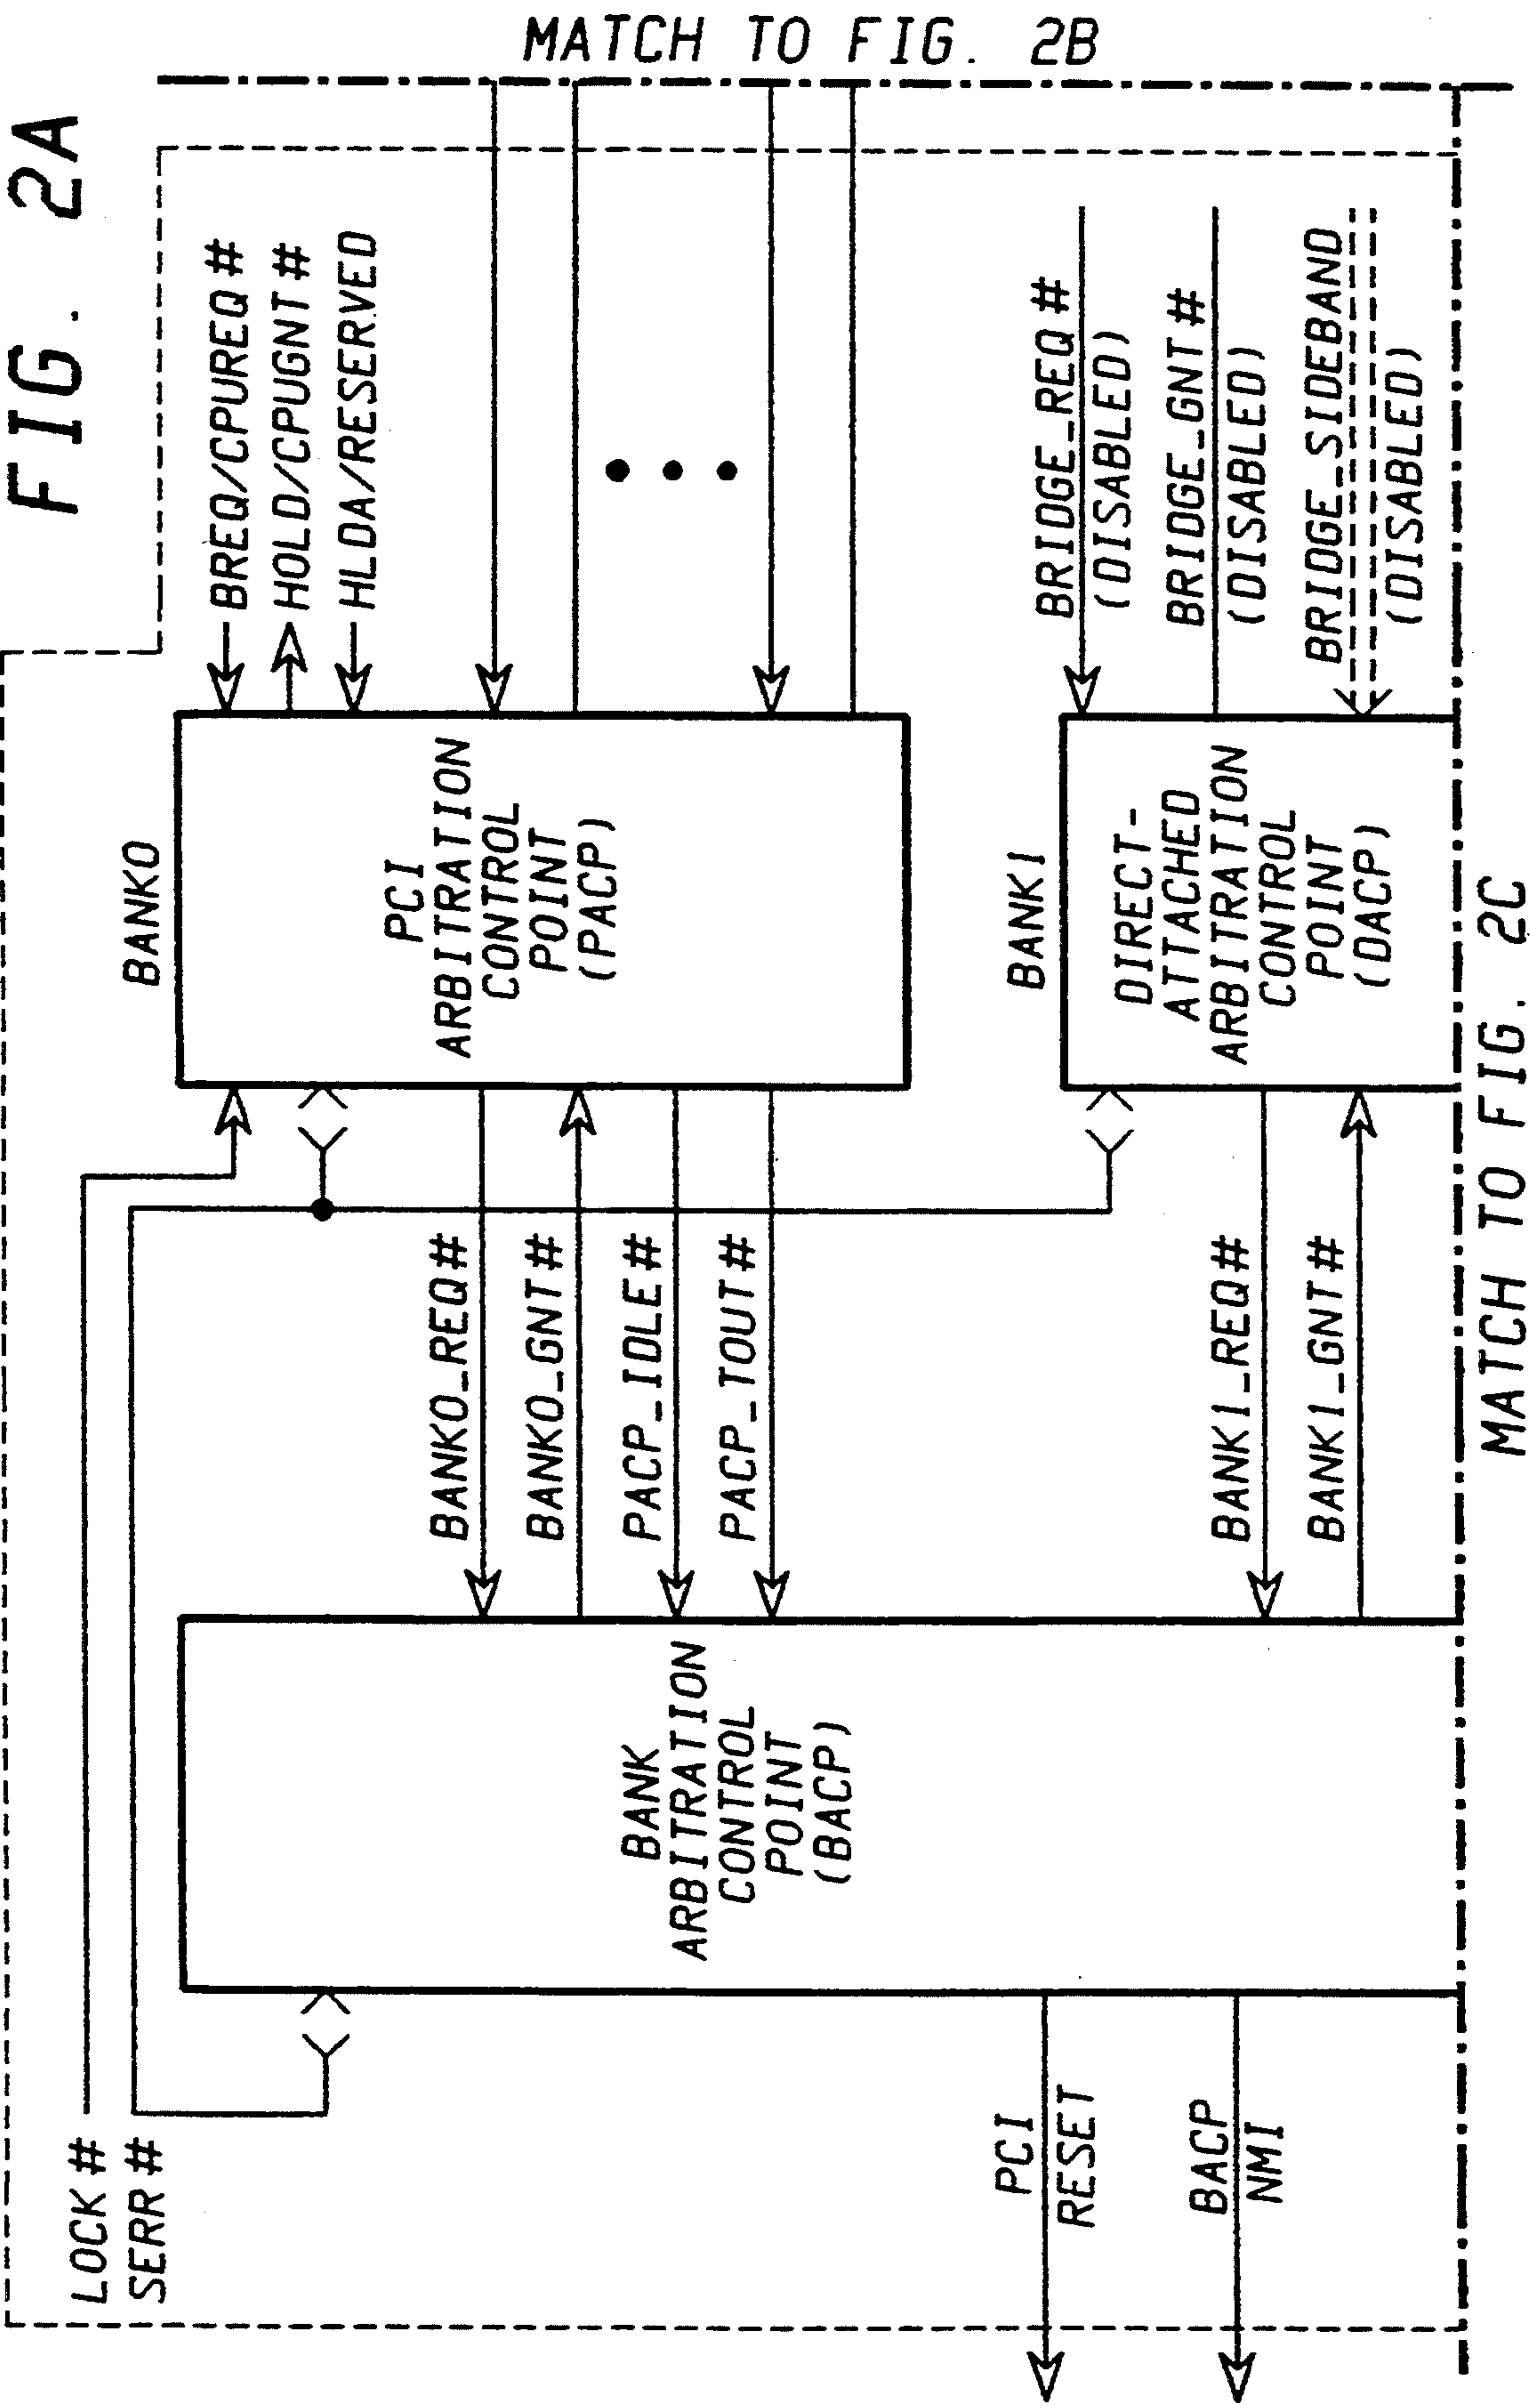 FIG. 2A
MATCH TO FIG. 2B
LOCK#
SERR#
BANK0
BREQ/CPUREQ#
HOLD/CPUGNT#
HLDA/RESERVED
PCI
ARBITRATION
CONTROL
POINT
(PACP)
BANK0_REQ#
BANK0_GNT#
PACP_IDLE#
PACP_TOUT#
BANK
ARBITRATION
CONTROL
POINT
(BACP)
BANK1
BRIDGE_REQ#
(DISABLED)
BRIDGE_GNT#
(DISABLED)
BRIDGE_SIDEBAND
(DISABLED)
DIRECT-
ATTACHED
ARBITRATION
CONTROL
POINT
(DACP)
BANK1_REQ#
BANK1_GNT#
PCI
RESET
BACP
NMI
MATCH TO FIG. 2C